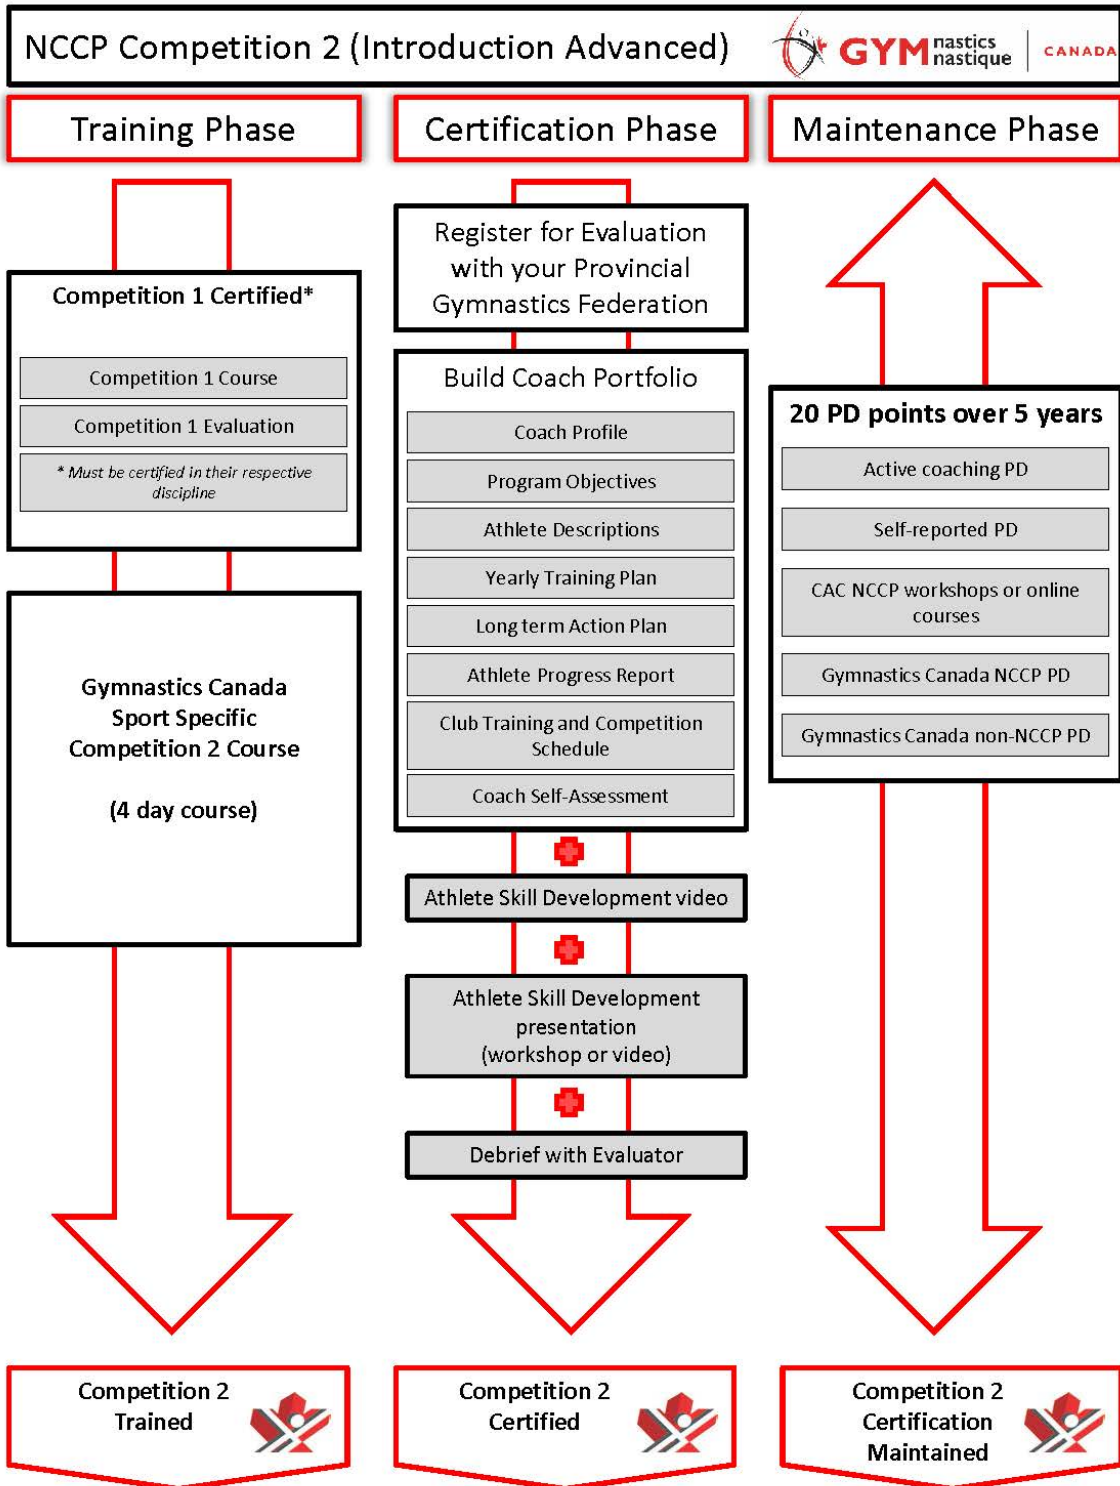 NCCP Competition 2 (Introduction Advanced)
GYM nastics
nastique
CANADA
Training Phase
Competition 1 Certified*
Competition 1 Course
Competition 1 Evaluation
* Must be certified in their respective
discipline
Gymnastics Canada
Sport Specific
Competition 2 Course
(4 day course)
Competition 2
Trained
Certification Phase
Register for Evaluation
with your Provincial
Gymnastics Federation
Build Coach Portfolio
Coach Profile
Program Objectives
Athlete Descriptions
Yearly Training Plan
Long term Action Plan
Athlete Progress Report
Club Training and Competition
Schedule
Coach Self-Assessment
Athlete Skill Development video
Athlete Skill Development
presentation
(workshop or video)
Debrief with Evaluator
Competition 2
Certified
Maintenance Phase
20 PD points over 5 years
Active coaching PD
Self-reported PD
CAC NCCP workshops or online
courses
Gymnastics Canada NCCP PD
Gymnastics Canada non-NCCP PD
Competition 2
Certification
Maintained